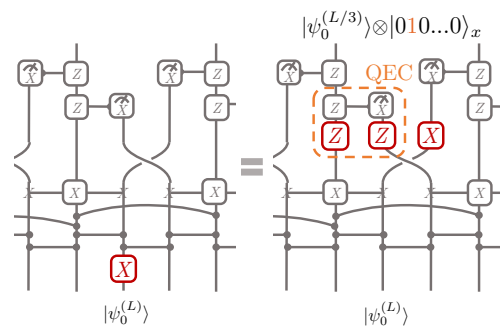 |ψ₀^(L/3)⟩⊗|010...0⟩ₓ
QEC
X Z Z X
Z X Z Z X Z
Z Z X
X Z X X X X Z X X X
=
X
|ψ₀^(L)⟩ |ψ₀^(L)⟩